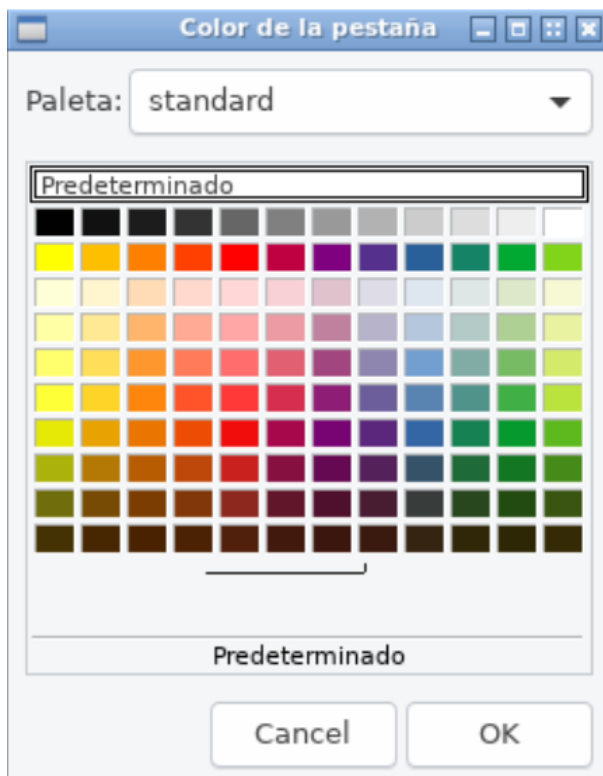 Color de la pestaña
Paleta: standard
Predeterminado
Predeterminado
Cancel OK